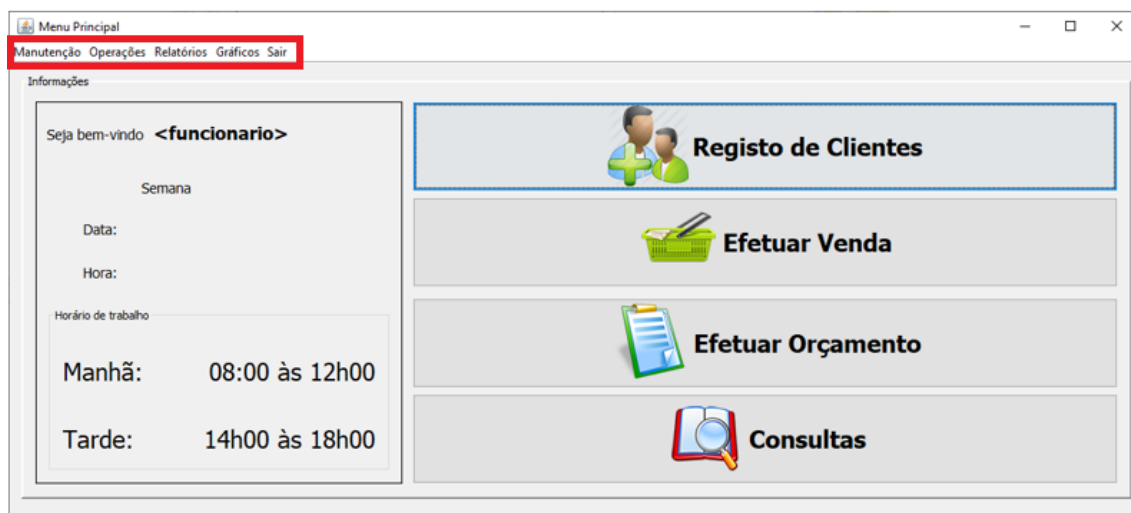 Menu Principal
Manutenção Operações Relatórios Gráficos Sair
Informações
Seja bem-vindo <funcionario>
Semana
Data:
Hora:
Horário de trabalho
Manhã: 08:00 às 12h00
Tarde: 14h00 às 18h00
Registo de Clientes
Efetuar Venda
Efetuar Orçamento
Consultas